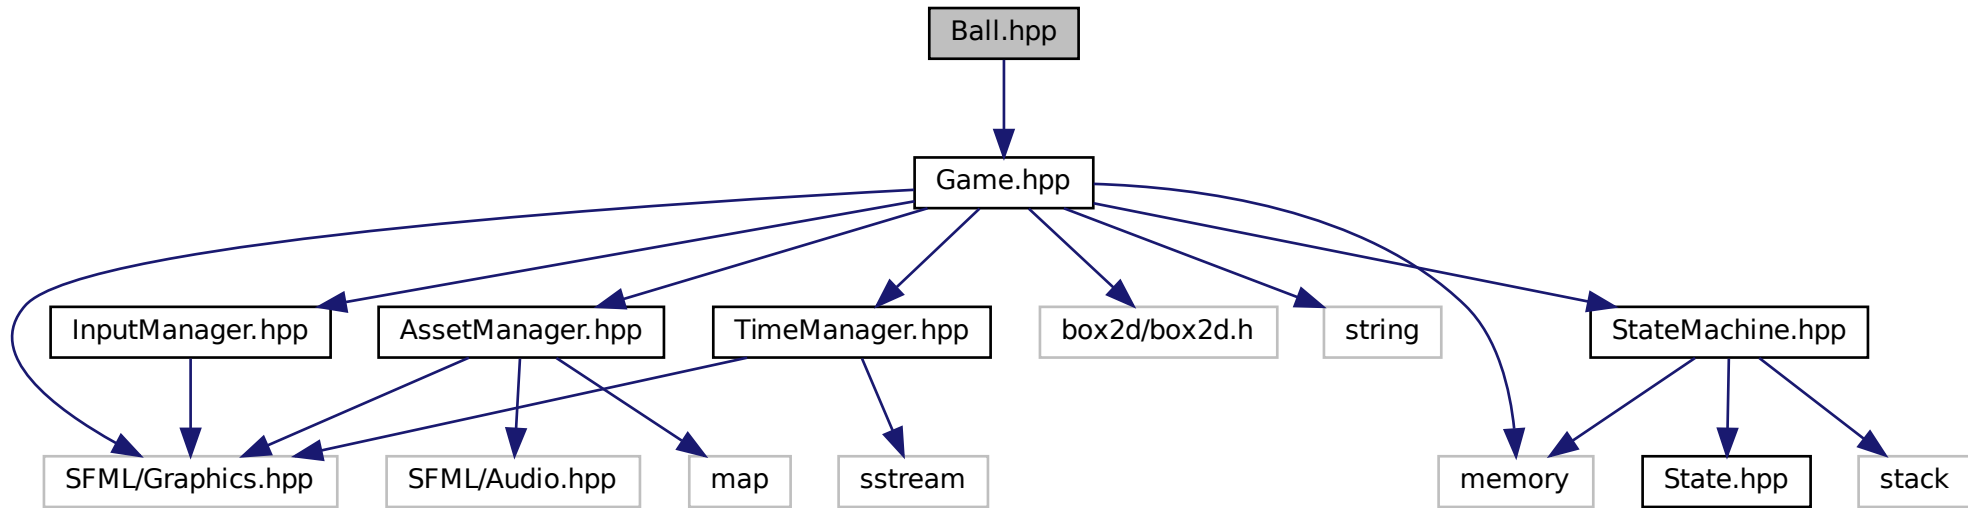 Ball.hpp
Game.hpp
InputManager.hpp
AssetManager.hpp
TimeManager.hpp
box2d/box2d.h
string
StateMachine.hpp
SFML/Graphics.hpp
SFML/Audio.hpp
map
sstream
memory
State.hpp
stack